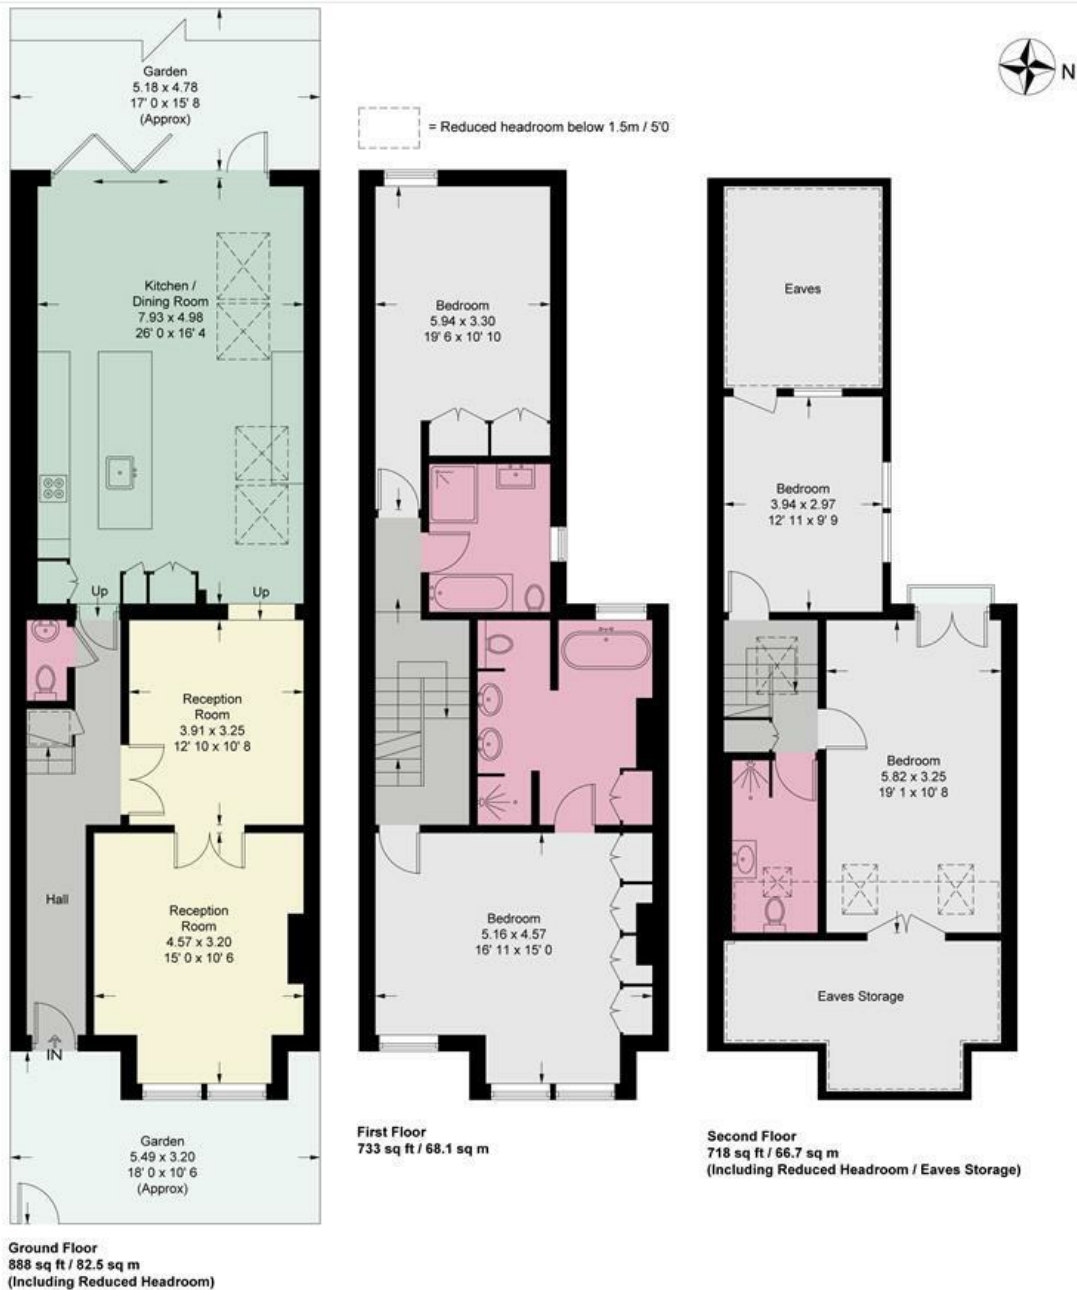 Garden
5.18 x 4.78
17' 0 x 15' 8
(Approx)
N
= Reduced headroom below 1.5m / 5'0
Kitchen /
Dining Room
7.93 x 4.98
26' 0 x 16' 4
Up
Up
Reception
Room
3.91 x 3.25
12' 10 x 10' 8
Hall
Reception
Room
4.57 x 3.20
15' 0 x 10' 6
IN
Garden
5.49 x 3.20
18' 0 x 10' 6
(Approx)
Ground Floor
888 sq ft / 82.5 sq m
(Including Reduced Headroom)
Bedroom
5.94 x 3.30
19' 6 x 10' 10
Bedroom
5.16 x 4.57
16' 11 x 15' 0
First Floor
733 sq ft / 68.1 sq m
Eaves
Bedroom
3.94 x 2.97
12' 11 x 9' 9
Bedroom
5.82 x 3.25
19' 1 x 10' 8
Eaves Storage
Second Floor
718 sq ft / 66.7 sq m
(Including Reduced Headroom / Eaves Storage)